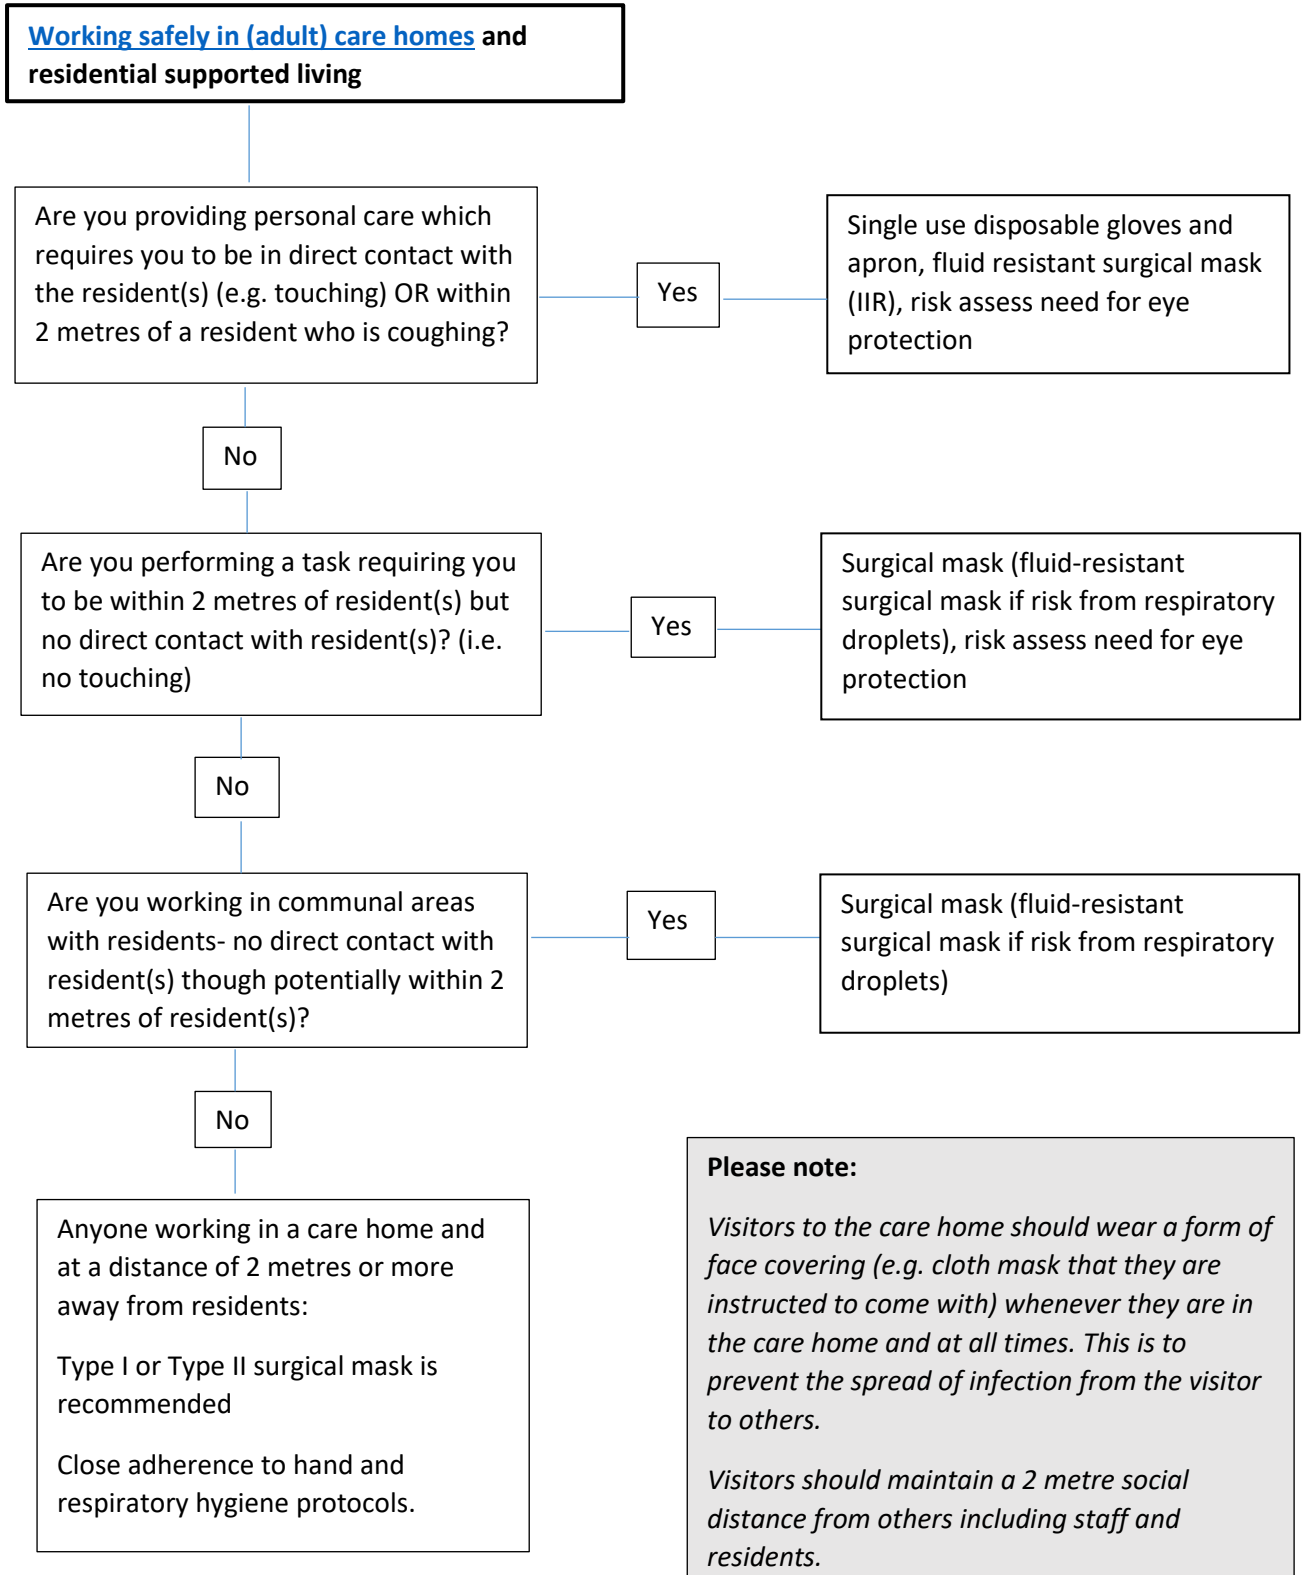 Working safely in (adult) care homes and
residential supported living
Are you providing personal care which
requires you to be in direct contact with
the resident(s) (e.g. touching) OR within
2 metres of a resident who is coughing?
Yes
Single use disposable gloves and
apron, fluid resistant surgical mask
(IIR), risk assess need for eye
protection
No
Are you performing a task requiring you
to be within 2 metres of resident(s) but
no direct contact with resident(s)? (i.e.
no touching)
Yes
Surgical mask (fluid-resistant
surgical mask if risk from respiratory
droplets), risk assess need for eye
protection
No
Are you working in communal areas
with residents- no direct contact with
resident(s) though potentially within 2
metres of resident(s)?
Yes
Surgical mask (fluid-resistant
surgical mask if risk from respiratory
droplets)
No
Anyone working in a care home and
at a distance of 2 metres or more
away from residents:
Type I or Type II surgical mask is
recommended
Close adherence to hand and
respiratory hygiene protocols.
Please note:
Visitors to the care home should wear a form of
face covering (e.g. cloth mask that they are
instructed to come with) whenever they are in
the care home and at all times. This is to
prevent the spread of infection from the visitor
to others.
Visitors should maintain a 2 metre social
distance from others including staff and
residents.